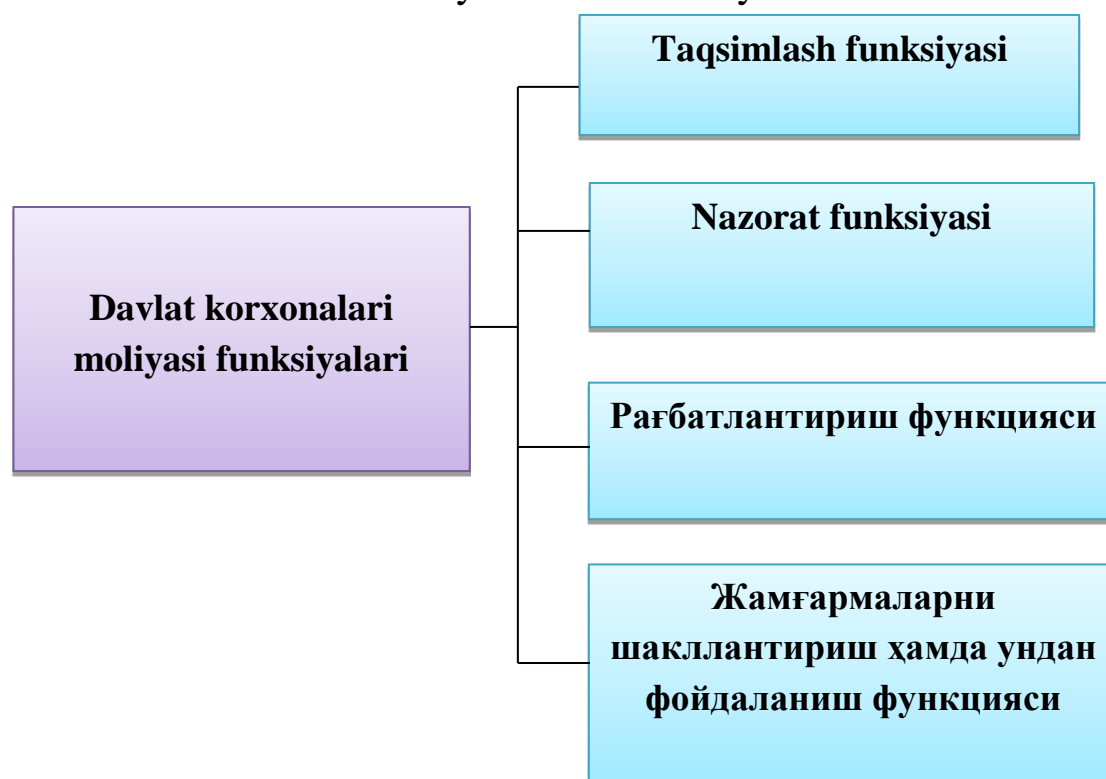 Taqsimlash funksiyasi
Nazorat funksiyasi
Davlat korxonalari
moliyasi funksiyalari
Рағбатлантириш функцияси
Жамғармаларни
шакллантириш ҳамда ундан
фойдаланиш функцияси